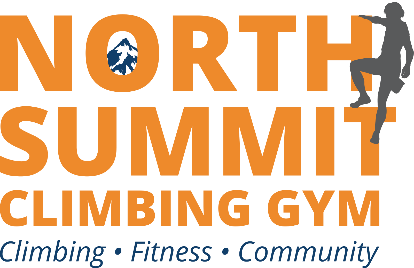 NORTH
SUMMIT
CLIMBING GYM
Climbing • Fitness • Community